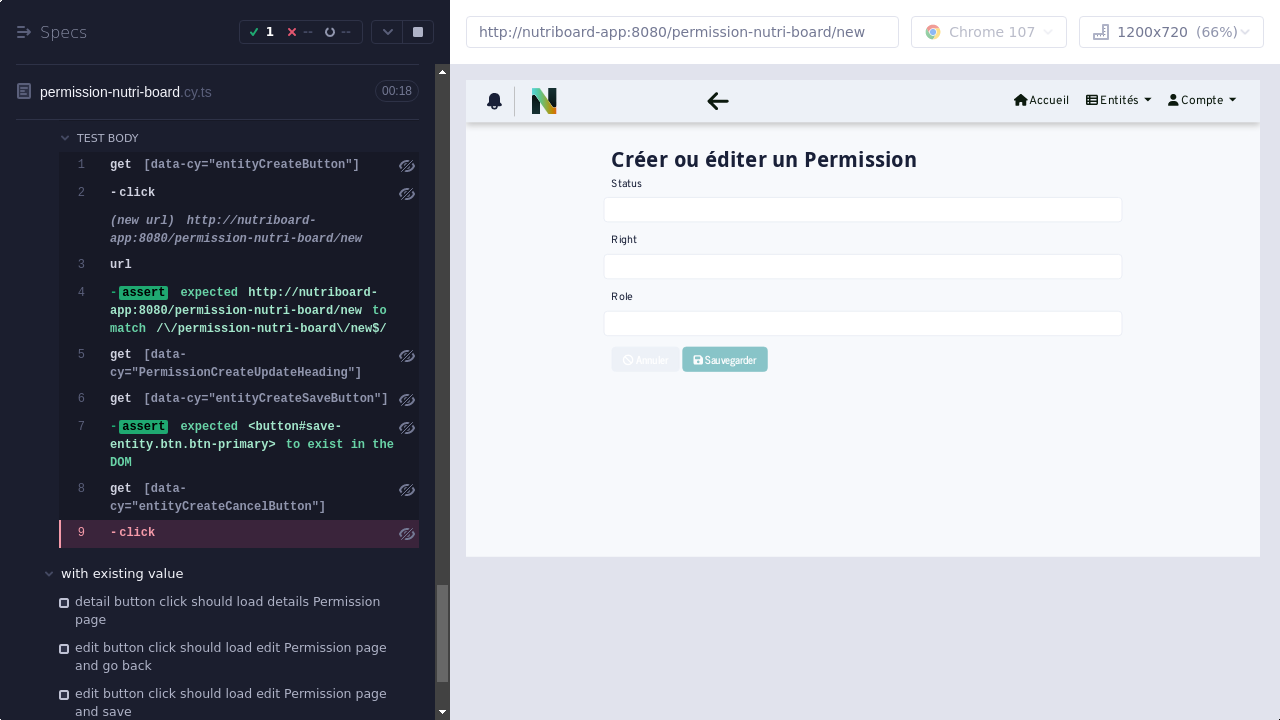 Specs
1 -- --
permission-nutri-board.cy.ts
00:18
TEST BODY
1 get [data-cy="entityCreateButton"]
2 -click
(new url) http://nutriboard-
app:8080/permission-nutri-board/new
3 url
4 -assert expected http://nutriboard-
app:8080/permission-nutri-board/new to
match /\/permission-nutri-board\/new$/
5 get [data-
cy="PermissionCreateUpdateHeading"]
6 get [data-cy="entityCreateSaveButton"]
7 -assert expected <button#save-
entity.btn.btn-primary> to exist in the
DOM
8 get [data-
cy="entityCreateCancelButton"]
9 -click
with existing value
detail button click should load details Permission
page
edit button click should load edit Permission page
and go back
edit button click should load edit Permission page
and save
http://nutriboard-app:8080/permission-nutri-board/new
Chrome 107
1200x720 (66%)
N
Accueil
Entités
Compte
Créer ou éditer un Permission
Status
Right
Role
Annuler
Sauvegarder